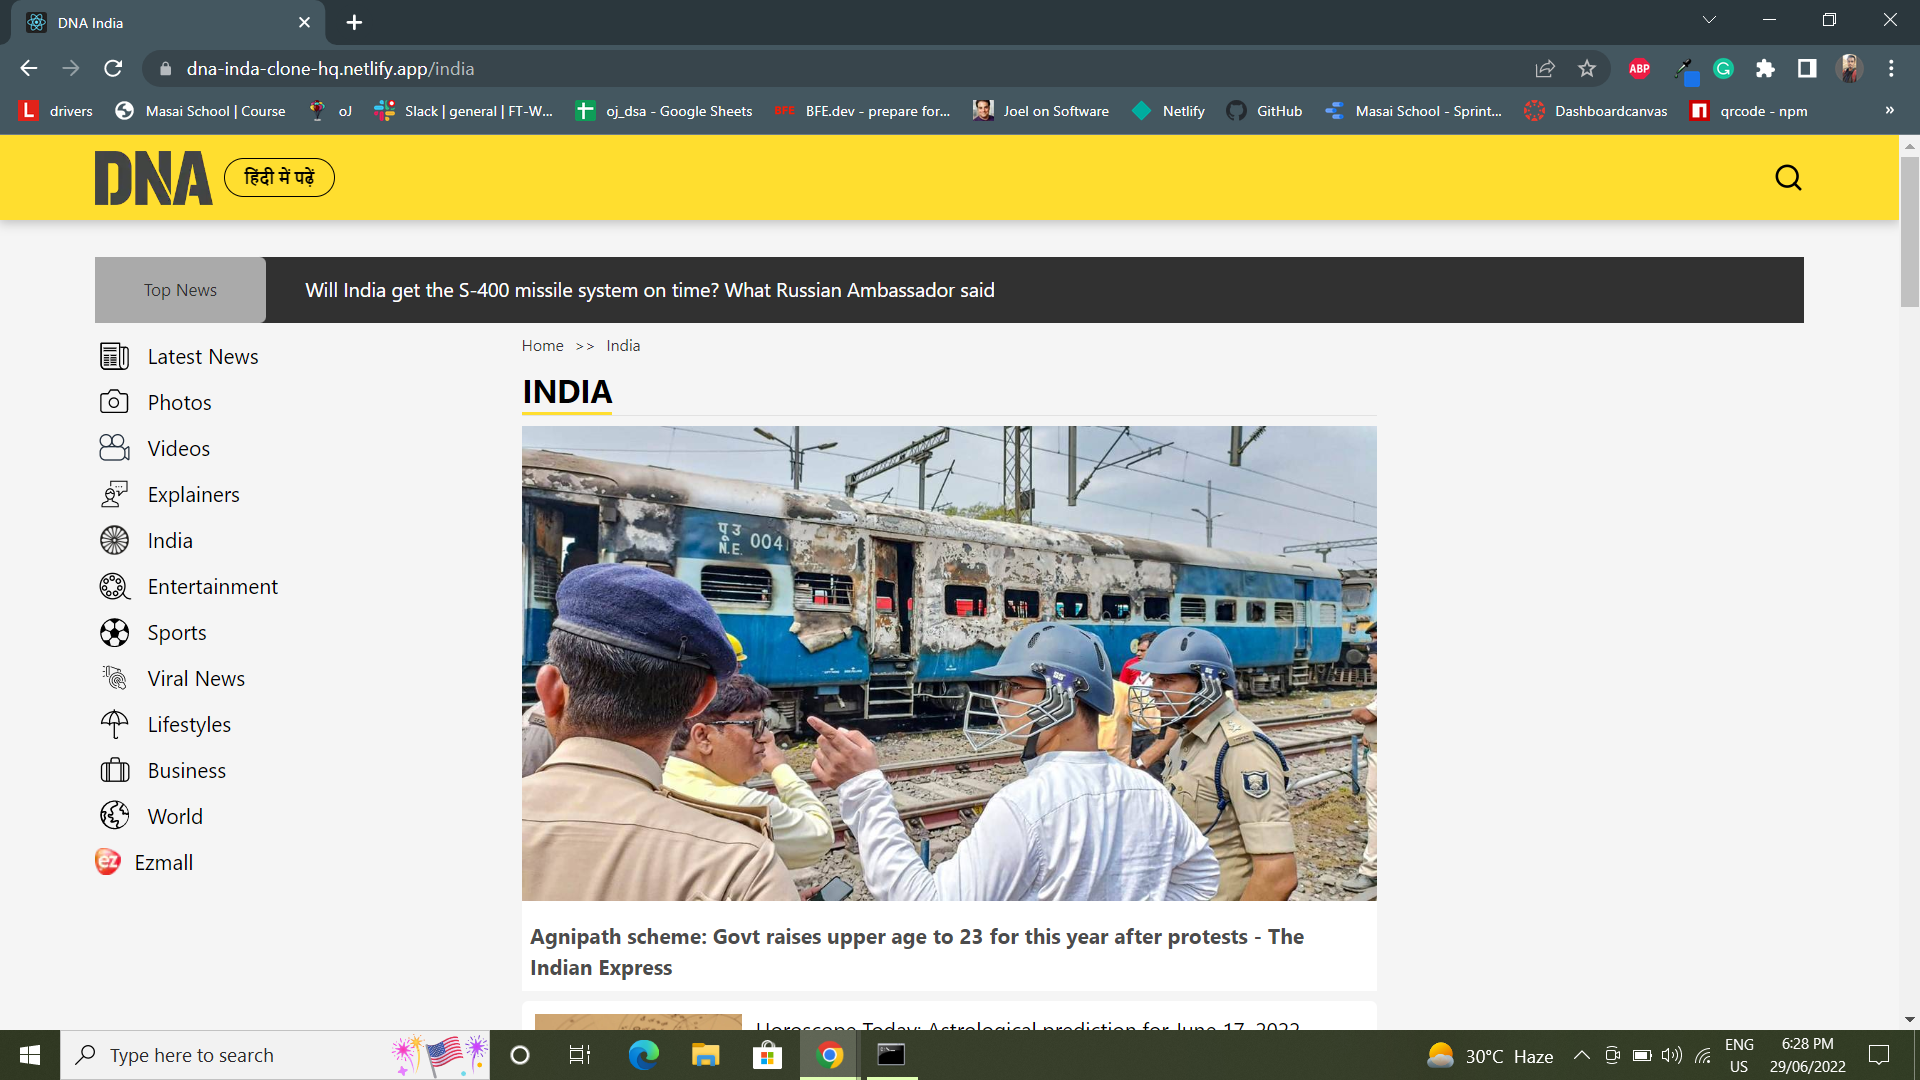 DNA India
dna-inda-clone-hq.netlify.app/india
ABP
drivers
Masai School | Course
oJ
Slack | general | FT-W...
oj_dsa - Google Sheets
BFE BFE.dev - prepare for...
Joel on Software
Netlify
GitHub
Masai School - Sprint...
Dashboardcanvas
qrcode - npm
»
DNA
हिंदी में पढ़ें
Top News
Will India get the S-400 missile system on time? What Russian Ambassador said
Latest News
Photos
Videos
Explainers
India
Entertainment
Sports
Viral News
Lifestyles
Business
World
ez Ezmall
Home >> India
INDIA
पू उ
N.E. 004
Agnipath scheme: Govt raises upper age to 23 for this year after protests - The
Indian Express
Horoscope Today: Astrological prediction for June 17, 2022
Type here to search
30°C Haze
ENG
US
6:28 PM
29/06/2022